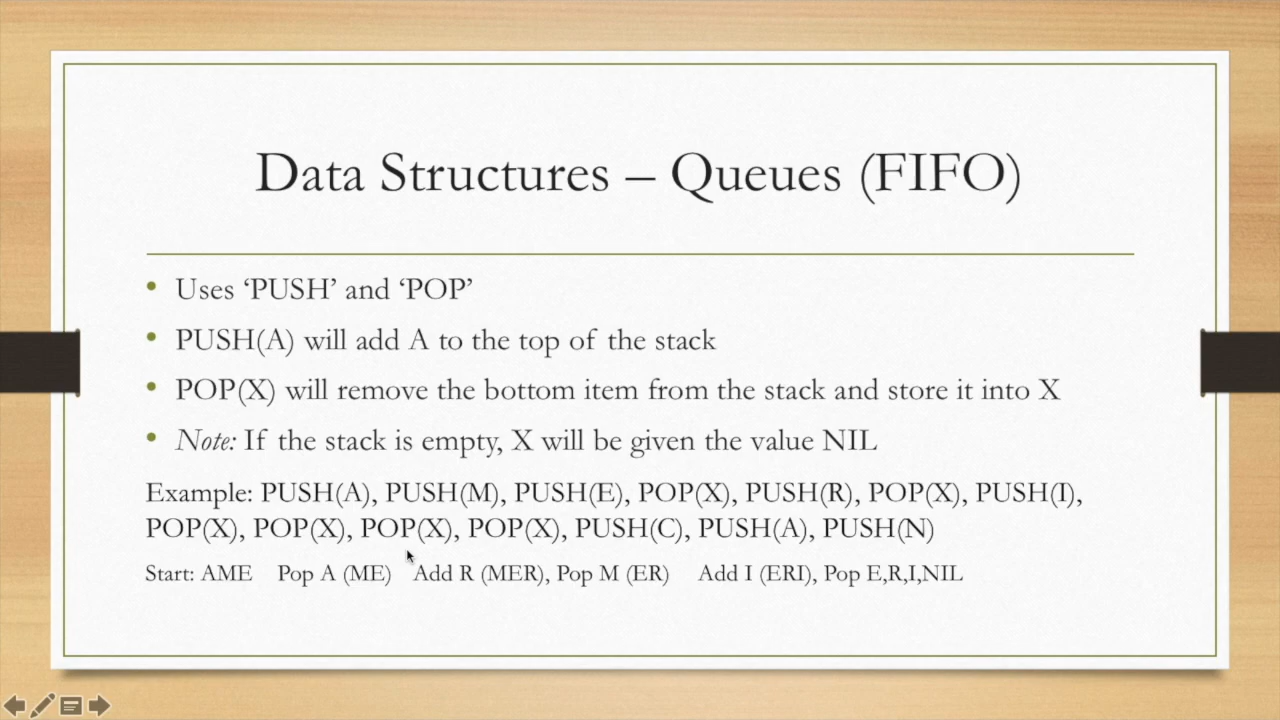 Data Structures – Queues (FIFO)
• Uses ‘PUSH’ and ‘POP’
• PUSH(A) will add A to the top of the stack
• POP(X) will remove the bottom item from the stack and store it into X
• Note: If the stack is empty, X will be given the value NIL
Example: PUSH(A), PUSH(M), PUSH(E), POP(X), PUSH(R), POP(X), PUSH(I),
POP(X), POP(X), POP(X), POP(X), PUSH(C), PUSH(A), PUSH(N)
Start: AME Pop A (ME) Add R (MER), Pop M (ER) Add I (ERI), Pop E,R,I,NIL